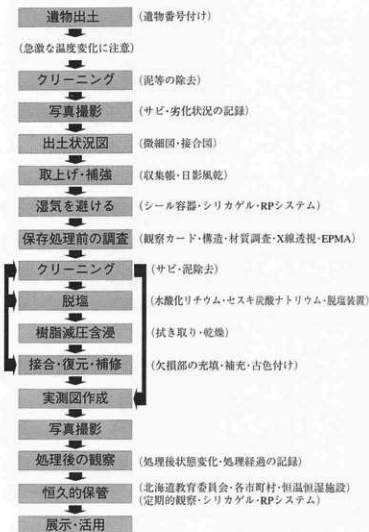 遺物出土 (遺物番号付け)
(急激な温度変化に注意)
クリーニング (泥等の除去)
写真撮影 (サビ・劣化状況の記録)
出土状況図 (微細図・接合図)
取上げ・補強 (収集帳・日影風乾)
湿気を避ける (シール容器・シリカゲル・RPシステム)
保存処理前の調査 (観察カード・構造・材質調査・X線透視・EPMA)
クリーニング (サビ・泥除去)
脱塩 (水酸化リチウム・セスキ炭酸ナトリウム・脱塩装置)
樹脂減圧含浸 (拭き取り・乾燥)
接合・復元・補修 (欠損部の充填・補充・古色付け)
実測図作成
写真撮影
処理後の観察 (処理後状態変化・処理経過の記録)
恒久的保管 (北海道教育委員会・各市町村・恒温恒湿施設)
(定期的観察・シリカゲル・RPシステム)
展示・活用